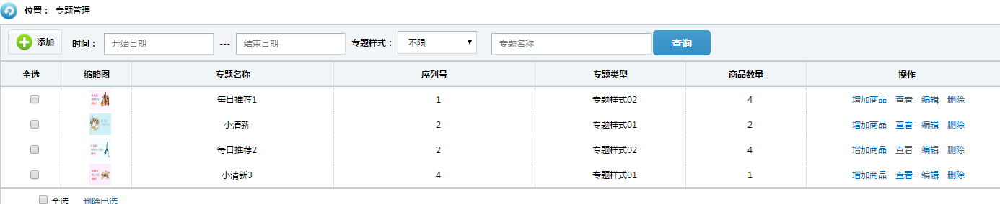 位置： 专题管理
添加 时间： 开始日期 --- 结束日期 专题样式： 不限 专题名称 查询
全选 缩略图 专题名称 序列号 专题类型 商品数量 操作
每日推荐1 1 专题样式02 4 增加商品 查看 编辑 删除
小清新 2 专题样式01 2 增加商品 查看 编辑 删除
每日推荐2 2 专题样式02 4 增加商品 查看 编辑 删除
小清新3 4 专题样式01 1 增加商品 查看 编辑 删除
全选 删除已选